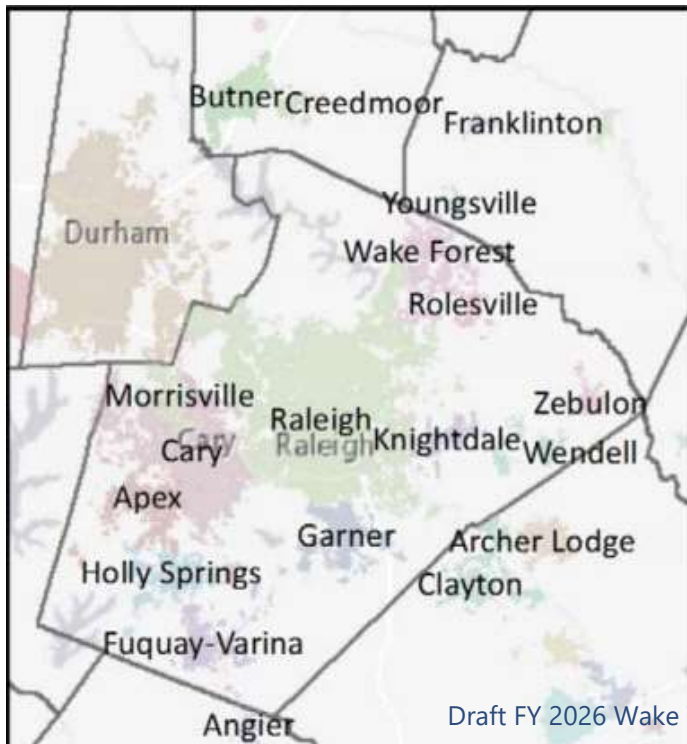 Butner
Creedmoor
Franklinton
Youngsville
Durham
Wake Forest
Rolesville
Morrisville
Zebulon
Raleigh
Cary
Raleigh
Knightdale
Cary
Wendell
Apex
Garner
Archer Lodge
Holly Springs
Clayton
Fuquay-Varina
Angier
Draft FY 2026 Wake